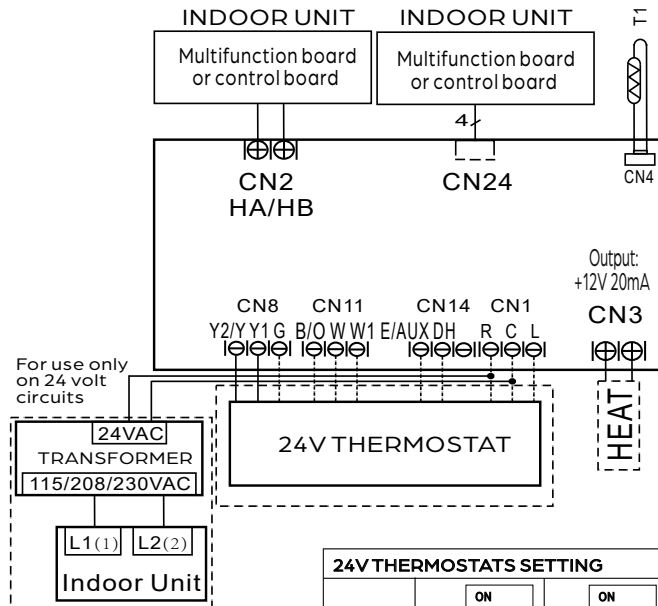 INDOOR UNIT
INDOOR UNIT
T1
Multifunction board
or control board
Multifunction board
or control board
4
CN2
HA/HB
CN24
CN4
Output:
+12V 20mA
CN3
CN8 CN11 CN14 CN1
Y2/Y Y1 G B/O W W1 E/AUX DH R C L
For use only
on 24 volt
circuits
24VAC
TRANSFORMER
115/208/230VAC
24V THERMOSTAT
HEAT
L1(1) L2(2)
Indoor Unit
24V THERMOSTATS SETTING
ON ON